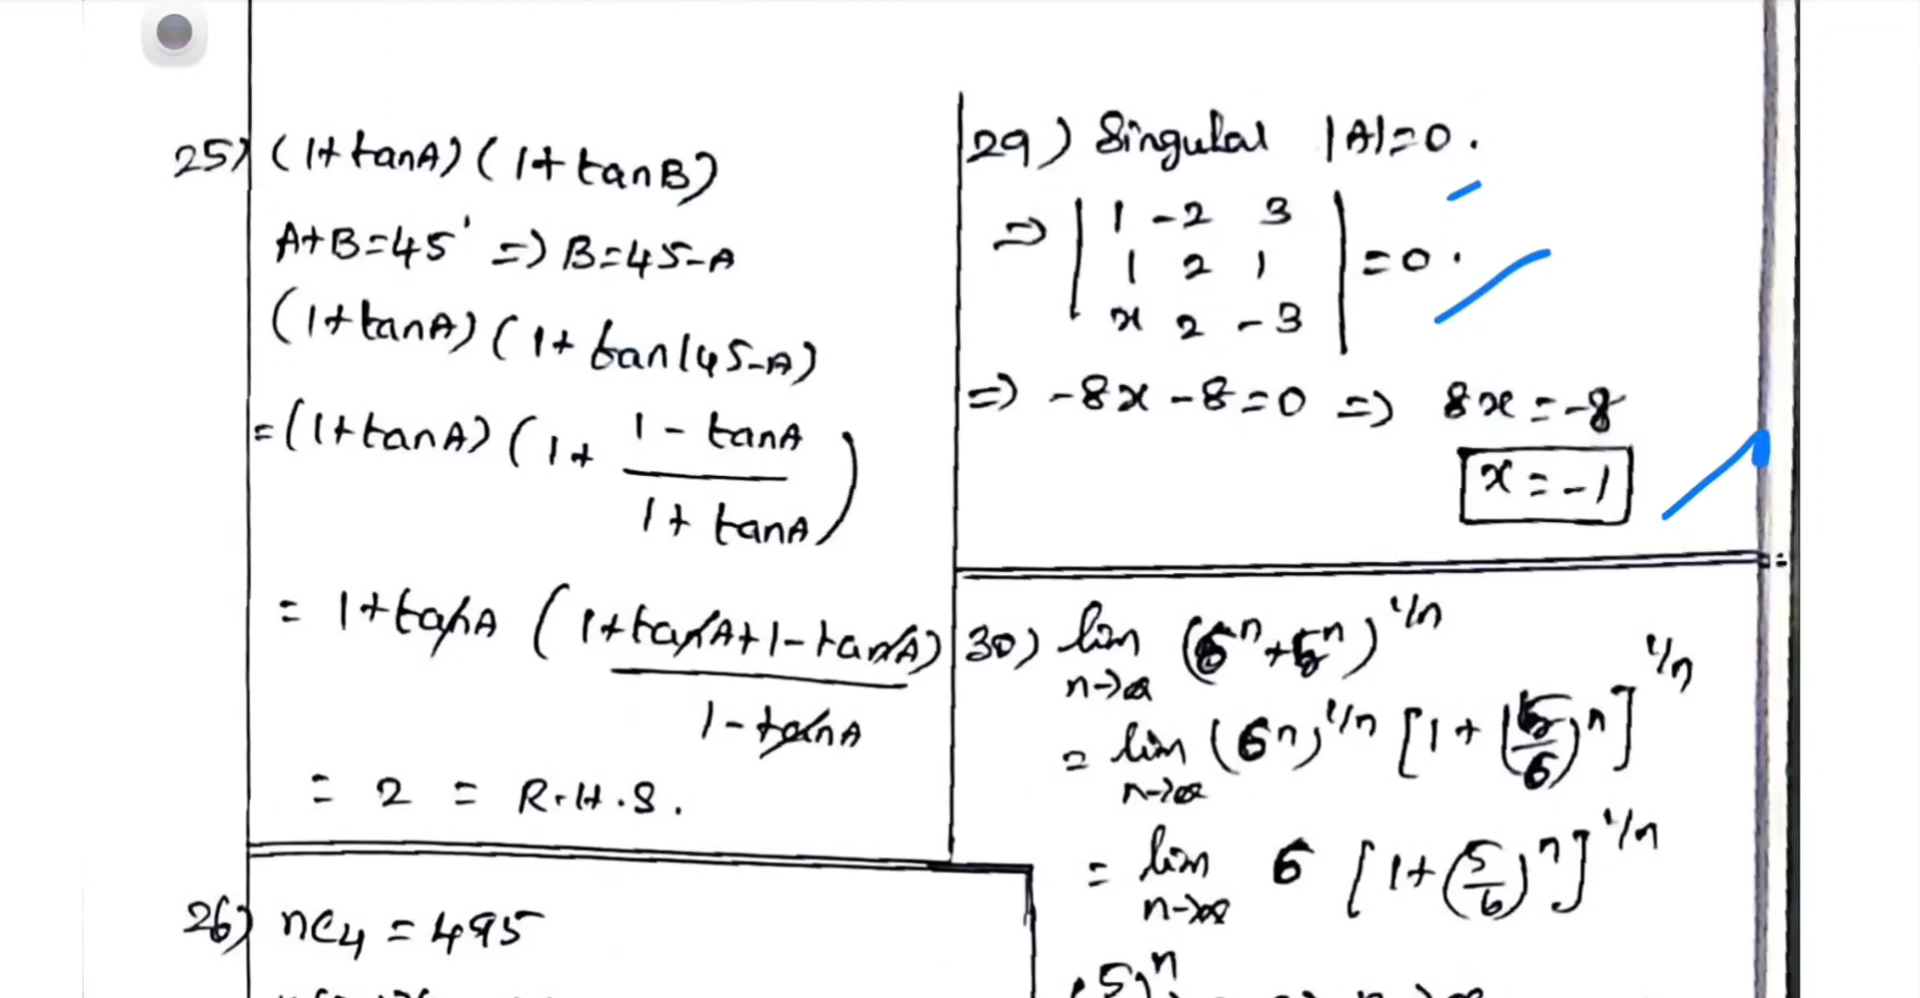 25) (1+tanA)(1+tanB)
A+B=45' => B=45-A
(1+tanA)(1+tan(45-A)
=(1+tanA)(1+ 1-tanA
1+tanA)
= 1+tanA (1+tanA+1-tanA)
1-tanA
= 2 = R.H.S.
26) nC4 = 495
29) Singular |A|=0.
=> | 1 -2 3 |
1 2 1 =0.
x 2 -3
=> -8x-8=0 => 8x=-8
x=-1
30) lim (6ⁿ+5ⁿ)^1/n
n->∞
= lim (6ⁿ)^1/n [1+(5/6)ⁿ]^1/n
n->∞
= lim 6 [1+(5/6)ⁿ]^1/n
n->∞